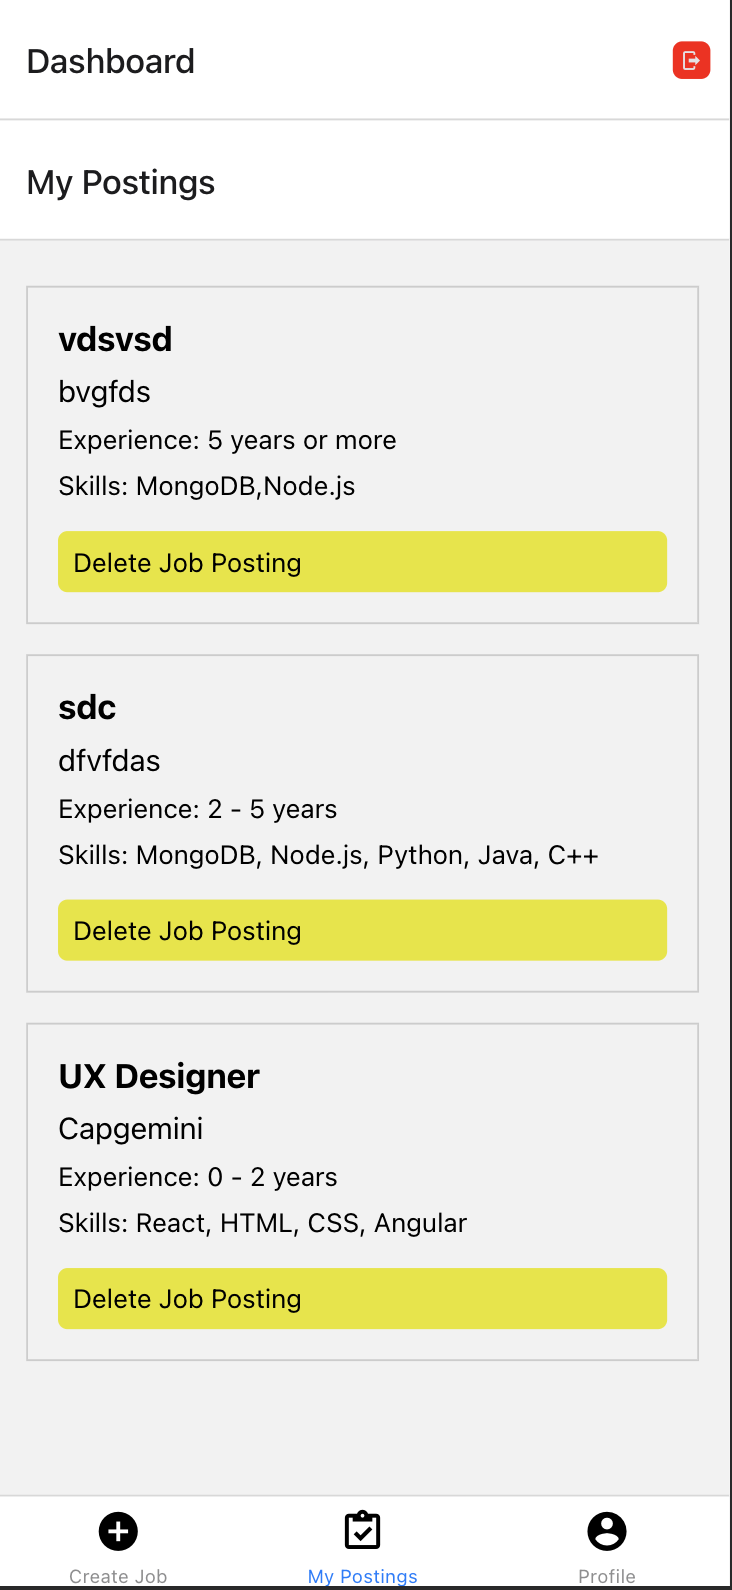 Dashboard
My Postings
vdsvsd
bvgfds
Experience: 5 years or more
Skills: MongoDB,Node.js
Delete Job Posting
sdc
dfvfdas
Experience: 2 - 5 years
Skills: MongoDB, Node.js, Python, Java, C++
Delete Job Posting
UX Designer
Capgemini
Experience: 0 - 2 years
Skills: React, HTML, CSS, Angular
Delete Job Posting
Create Job
My Postings
Profile